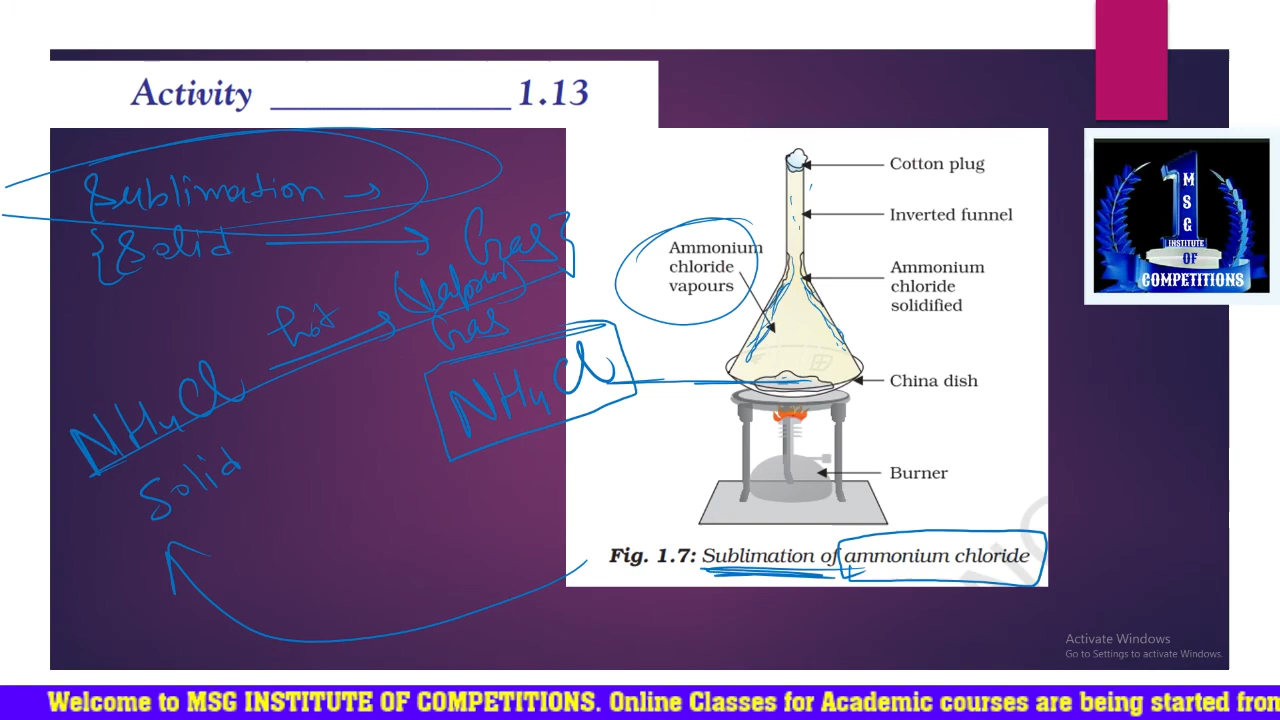 Activity _______________ 1.13
Sublimation →
{Solid → Gas}
(Vapour)
Gas
hot
NH4Cl
Solid
NH4Cl
Cotton plug
Inverted funnel
Ammonium
chloride
vapours
Ammonium
chloride
solidified
China dish
Burner
Fig. 1.7: Sublimation of ammonium chloride
1
M
S
G
INSTITUTE
OF
COMPETITIONS
Activate Windows
Go to Settings to activate Windows.
Welcome to MSG INSTITUTE OF COMPETITIONS. Online Classes for Academic courses are being started from